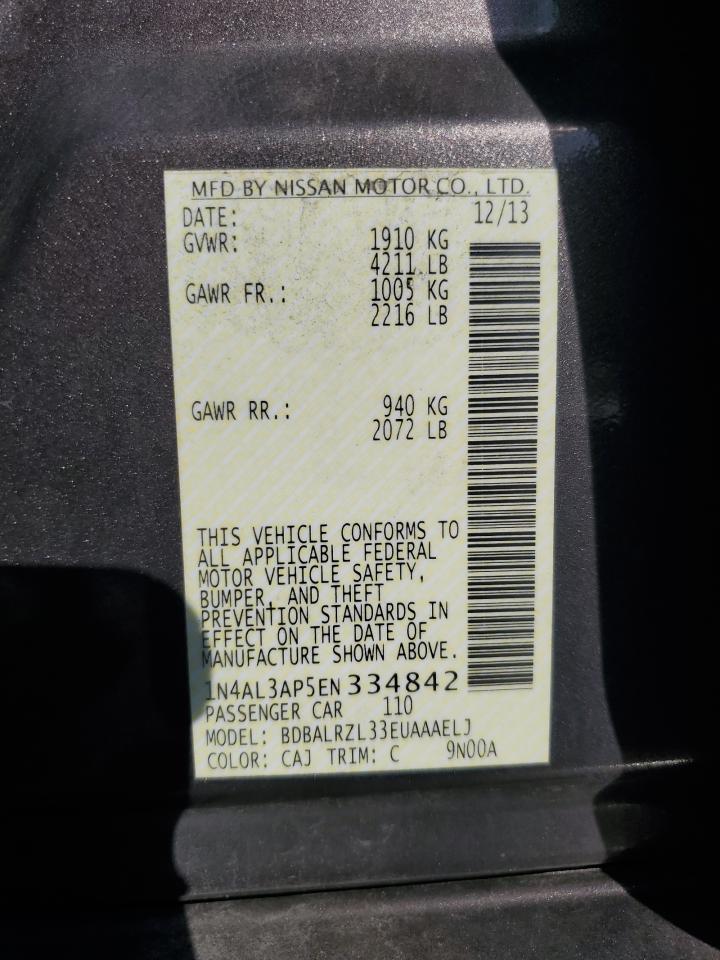 MFD BY NISSAN MOTOR CO., LTD.
DATE: 12/13
GVWR: 1910 KG
4211 LB
GAWR FR.: 1005 KG
2216 LB
GAWR RR.: 940 KG
2072 LB
THIS VEHICLE CONFORMS TO
ALL APPLICABLE FEDERAL
MOTOR VEHICLE SAFETY,
BUMPER, AND THEFT
PREVENTION STANDARDS IN
EFFECT ON THE DATE OF
MANUFACTURE SHOWN ABOVE.
1N4AL3AP5EN334842
PASSENGER CAR 110
MODEL: BDBALRZL33EUAAAELJ
COLOR: CAJ TRIM: C 9N00A